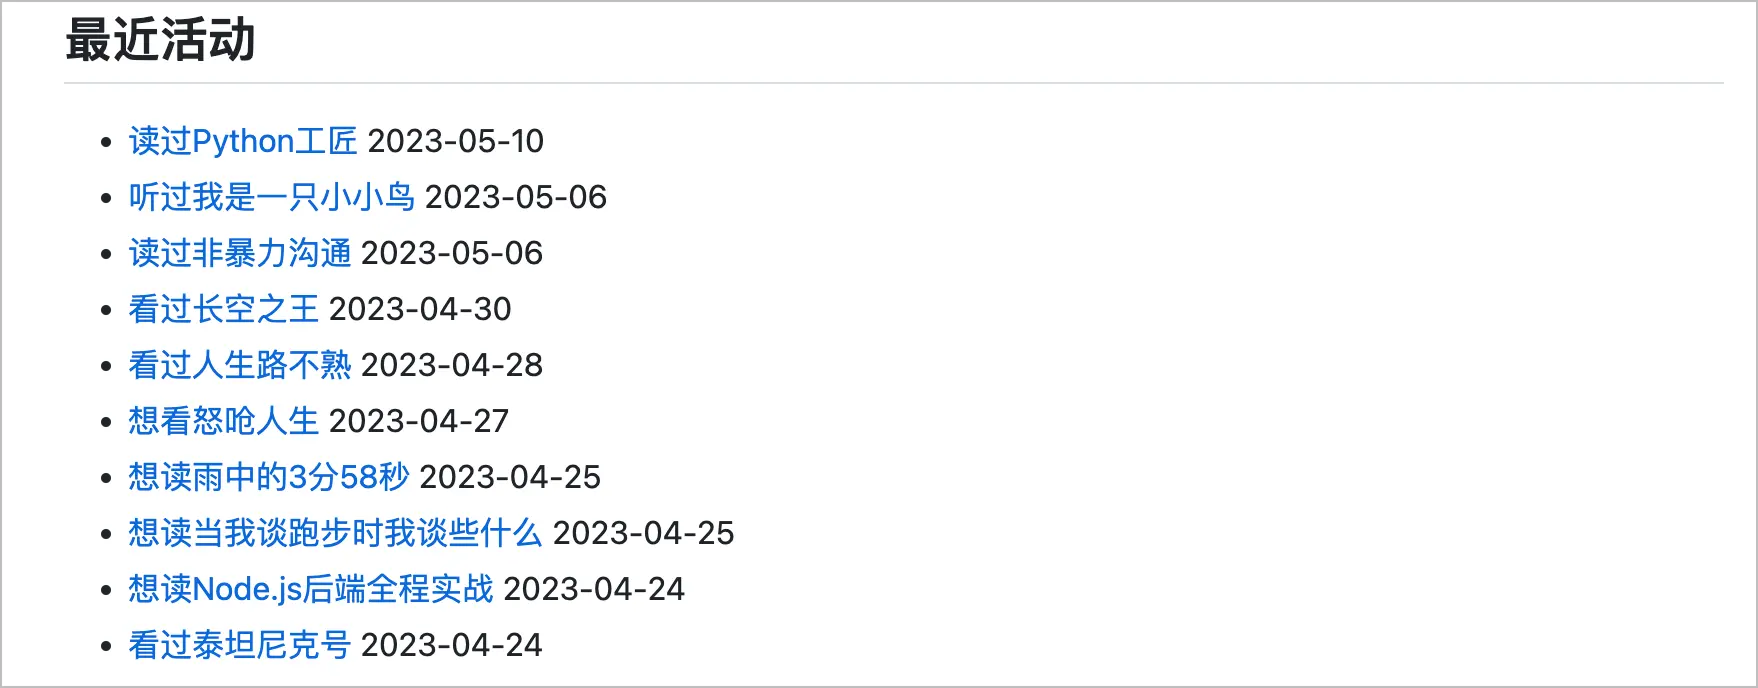 最近活动
读过Python工匠 2023-05-10
听过我是一只小小鸟 2023-05-06
读过非暴力沟通 2023-05-06
看过长空之王 2023-04-30
看过人生路不熟 2023-04-28
想看怒呛人生 2023-04-27
想读雨中的3分58秒 2023-04-25
想读当我谈跑步时我谈些什么 2023-04-25
想读Node.js后端全程实战 2023-04-24
看过泰坦尼克号 2023-04-24